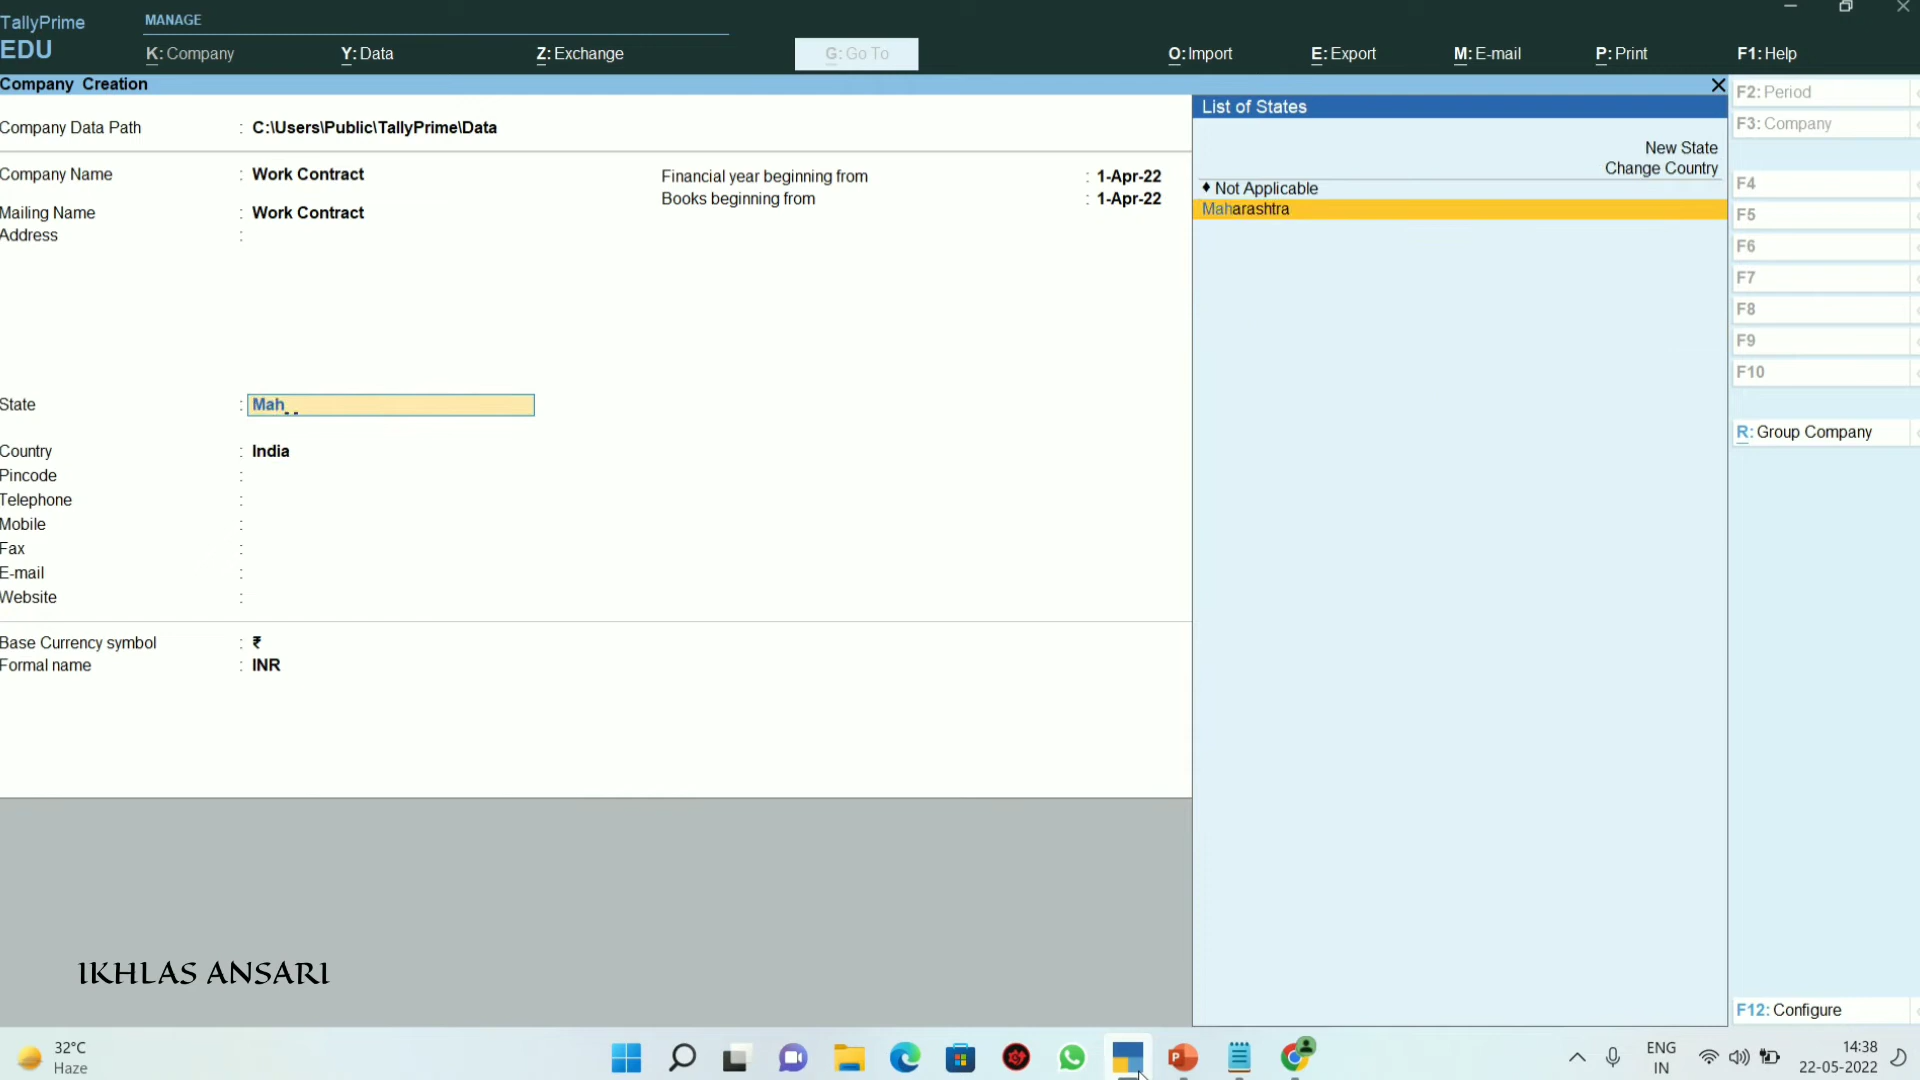 TallyPrime
EDU
MANAGE
K: Company
Y: Data
Z: Exchange
G: Go To
O: Import
E: Export
M: E-mail
P: Print
F1: Help
Company Creation
Company Data Path : C:\Users\Public\TallyPrime\Data
Company Name : Work Contract
Financial year beginning from : 1-Apr-22
Books beginning from : 1-Apr-22
Mailing Name : Work Contract
Address :
State : Mah
Country : India
Pincode :
Telephone :
Mobile :
Fax :
E-mail :
Website :
Base Currency symbol : ₹
Formal name : INR
List of States
New State
Change Country
♦ Not Applicable
Maharashtra
F2: Period
F3: Company
F4
F5
F6
F7
F8
F9
F10
R: Group Company
F12: Configure
IKHLAS ANSARI
32°C
Haze
ENG
IN
14:38
22-05-2022